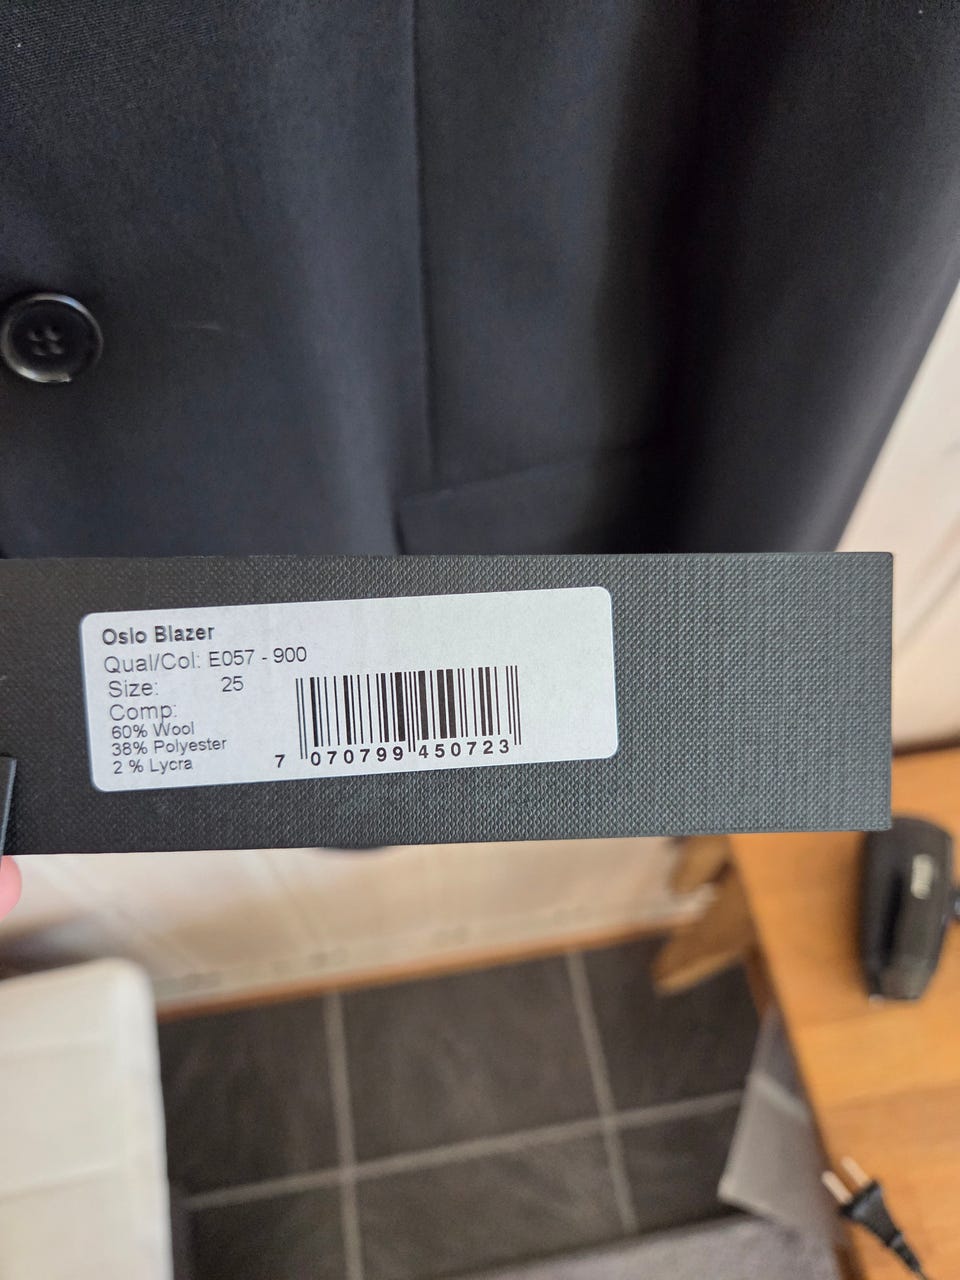 Oslo Blazer
Qual/Col: E057 - 900
Size: 25
Comp:
60% Wool
38% Polyester
2 % Lycra
7 070799 450723